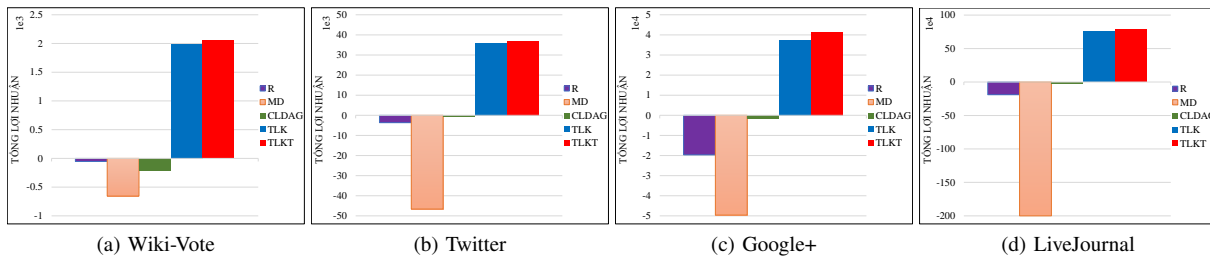 1e3
2.5
2
1.5
1
0.5
0
-0.5
-1
TỔNG LỢI NHUẬN
R
MD
CLDAG
TLK
TLKT
(a) Wiki-Vote
1e3
50
40
30
20
10
0
-10
-20
-30
-40
-50
TỔNG LỢI NHUẬN
R
MD
CLDAG
TLK
TLKT
(b) Twitter
1e4
5
4
3
2
1
0
-1
-2
-3
-4
-5
TỔNG LỢI NHUẬN
R
MD
CLDAG
TLK
TLKT
(c) Google+
1e4
100
50
0
-50
-100
-150
-200
TỔNG LỢI NHUẬN
R
MD
CLDAG
TLK
TLKT
(d) LiveJournal